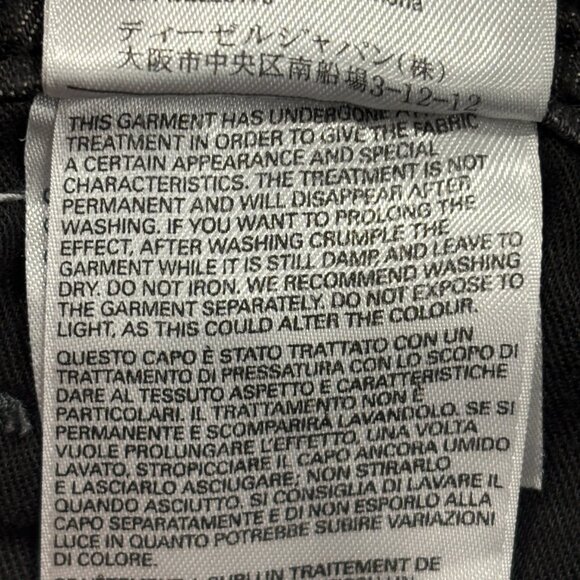 ディーゼルジャパン(株)
大阪市中央区南船場3-12-12
THIS GARMENT HAS UNDERGONE
TREATMENT IN ORDER TO GIVE THE FABRIC
A CERTAIN APPEARANCE AND SPECIAL
CHARACTERISTICS. THE TREATMENT IS NOT
PERMANENT AND WILL DISAPPEAR AFTER
WASHING. IF YOU WANT TO PROLONG THE
EFFECT, AFTER WASHING CRUMPLE THE
GARMENT WHILE IT IS STILL DAMP, AND LEAVE TO
DRY. DO NOT IRON. WE RECOMMEND WASHING
THE GARMENT SEPARATELY. DO NOT EXPOSE TO
LIGHT, AS THIS COULD ALTER THE COLOUR.
QUESTO CAPO È STATO TRATTATO CON UN
TRATTAMENTO DI PRESSATURA CON LO SCOPO DI
DARE AL TESSUTO ASPETTO E CARATTERISTICHE
PARTICOLARI. IL TRATTAMENTO NON È
PERMANENTE E SCOMPARIRÀ LAVANDOLO. SE SI
VUOLE PROLUNGARE L'EFFETTO, UNA VOLTA
LAVATO, STROPICCIARE IL CAPO ANCORA UMIDO
E LASCIARLO ASCIUGARE, NON STIRARLO
QUANDO ASCIUTTO. SI CONSIGLIA DI LAVARE IL
CAPO SEPARATAMENTE E DI NON ESPORLO ALLA
LUCE IN QUANTO POTREBBE SUBIRE VARIAZIONI
DI COLORE.
SUBI UN TRAITEMENT DE